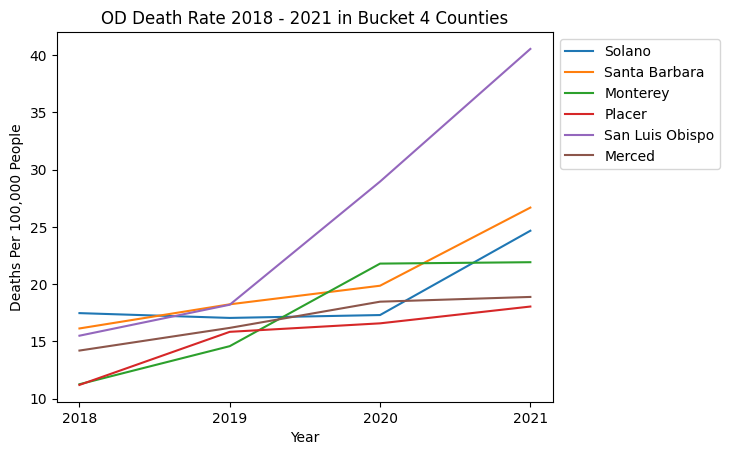 OD Death Rate 2018 - 2021 in Bucket 4 Counties
Deaths Per 100,000 People
40
35
30
25
20
15
10
2018
2019
2020
2021
Year
Solano
Santa Barbara
Monterey
Placer
San Luis Obispo
Merced